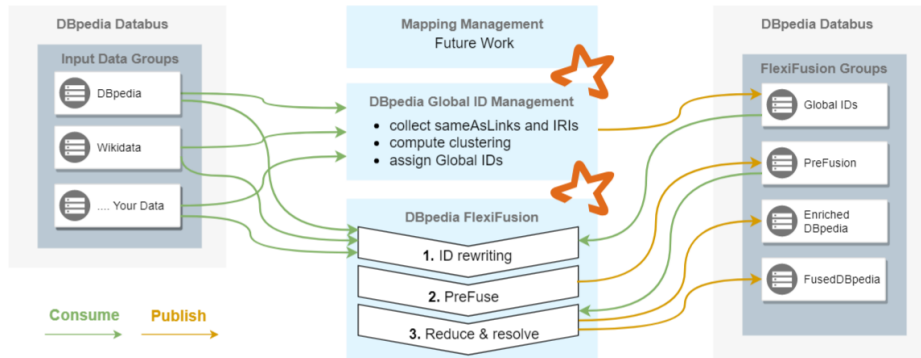 DBpedia Databus
Input Data Groups
DBpedia
Wikidata
.... Your Data
Consume
Publish
Mapping Management
Future Work
DBpedia Global ID Management
• collect sameAsLinks and IRIs
• compute clustering
• assign Global IDs
DBpedia FlexiFusion
1. ID rewriting
2. PreFuse
3. Reduce & resolve
DBpedia Databus
FlexiFusion Groups
Global IDs
PreFusion
Enriched
DBpedia
FusedDBpedia